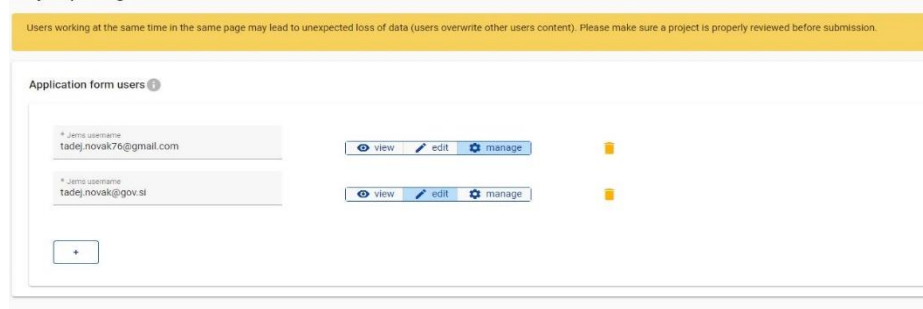 Users working at the same time in the same page may lead to unexpected loss of data (users overwrite other users content). Please make sure a project is properly reviewed before submission.
Application form users
* Jems username
tadej.novak76@gmail.com
view edit manage
* Jems username
tadej.novak@gov.si
view edit manage
+